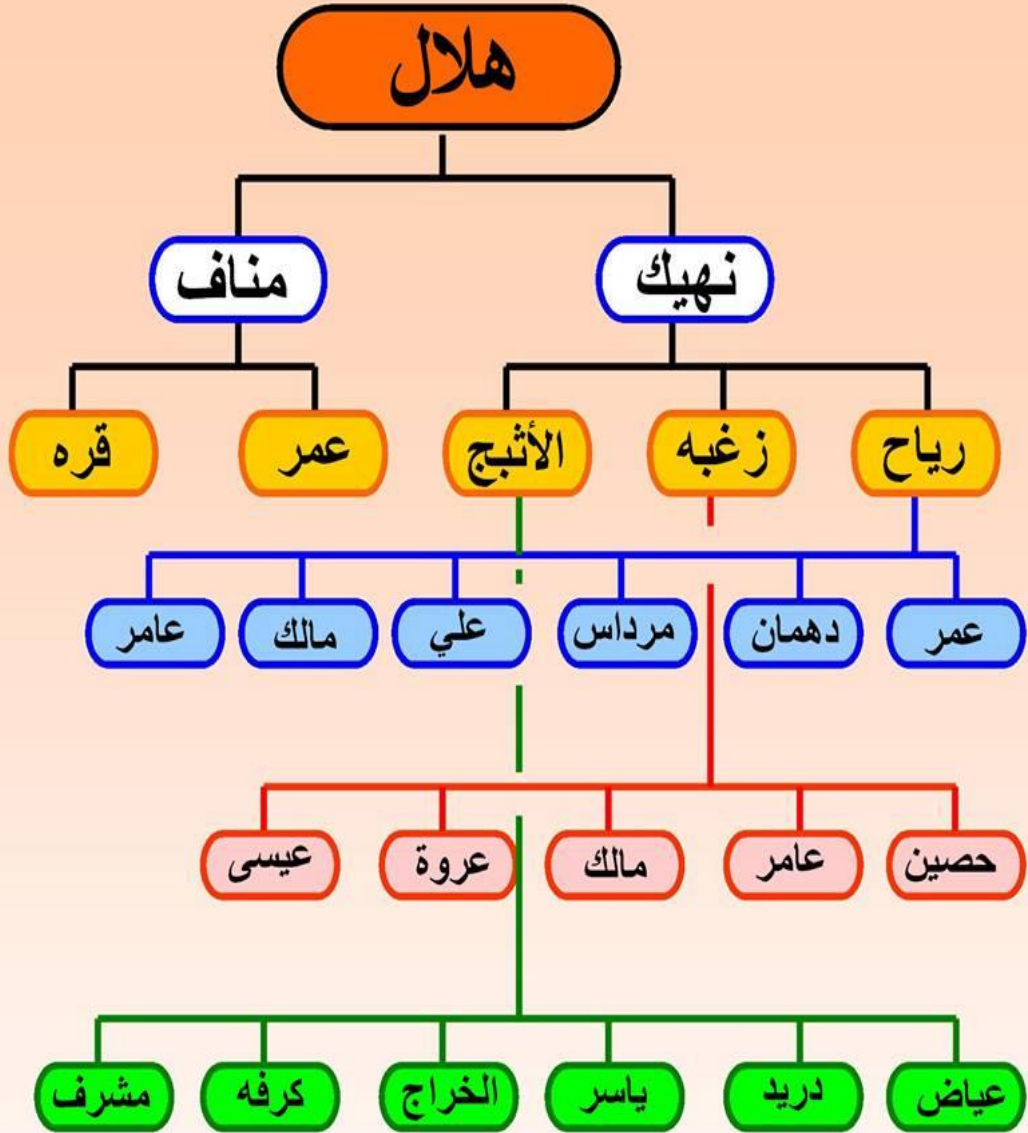 هلال
نهيك مناف
رياح زغبه الأثبج عمر قره
عمر دهمان مرداس علي مالك عامر
حصين عامر مالك عروة عيسى
عياض دريد ياسر الخراج كرفه مشرف